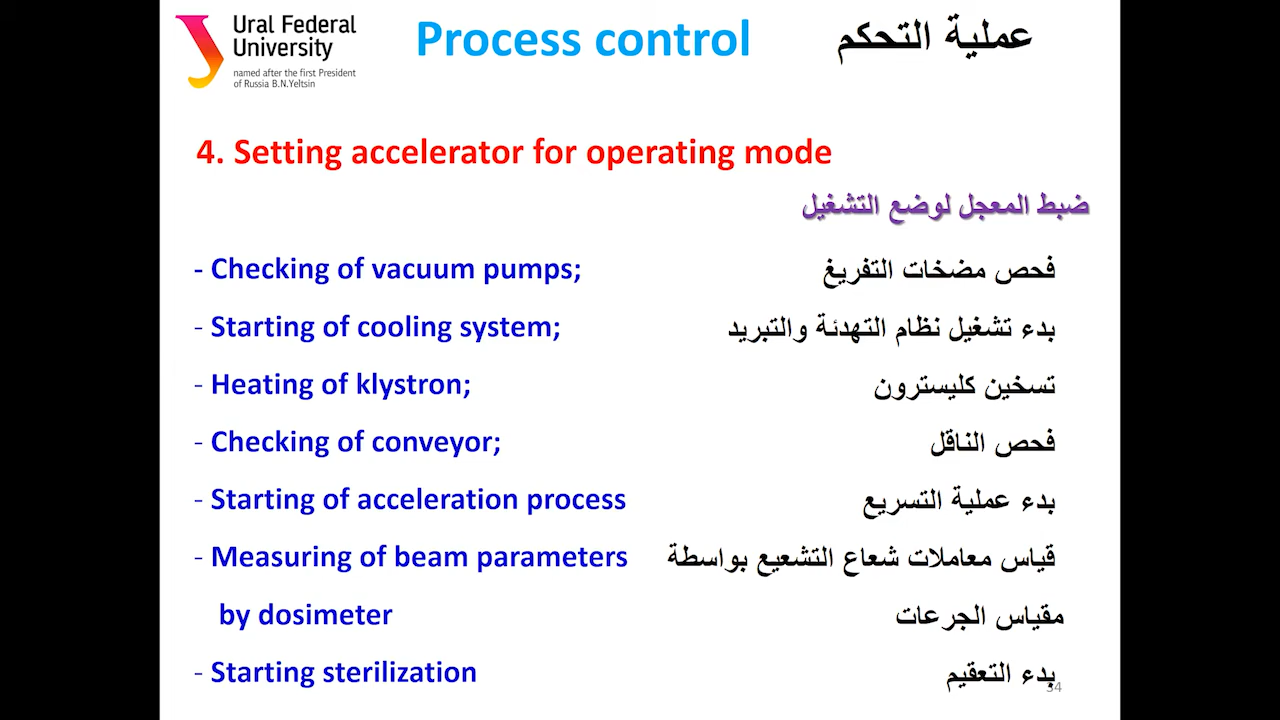 Ural Federal
University
named after the first President
of Russia B.N.Yeltsin
Process control
عملية التحكم
4. Setting accelerator for operating mode
ضبط المعجل لوضع التشغيل
- Checking of vacuum pumps;
فحص مضخات التفريغ
- Starting of cooling system;
بدء تشغيل نظام التهدئة والتبريد
- Heating of klystron;
تسخين كليسترون
- Checking of conveyor;
فحص الناقل
- Starting of acceleration process
بدء عملية التسريع
- Measuring of beam parameters
قياس معاملات شعاع التشعيع بواسطة
by dosimeter
مقياس الجرعات
- Starting sterilization
بدء التعقيم
34